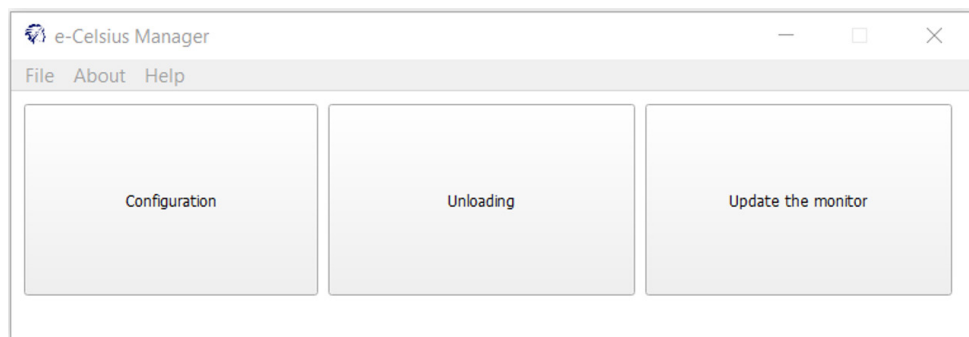 e-Celsius Manager
File About Help
Configuration Unloading Update the monitor